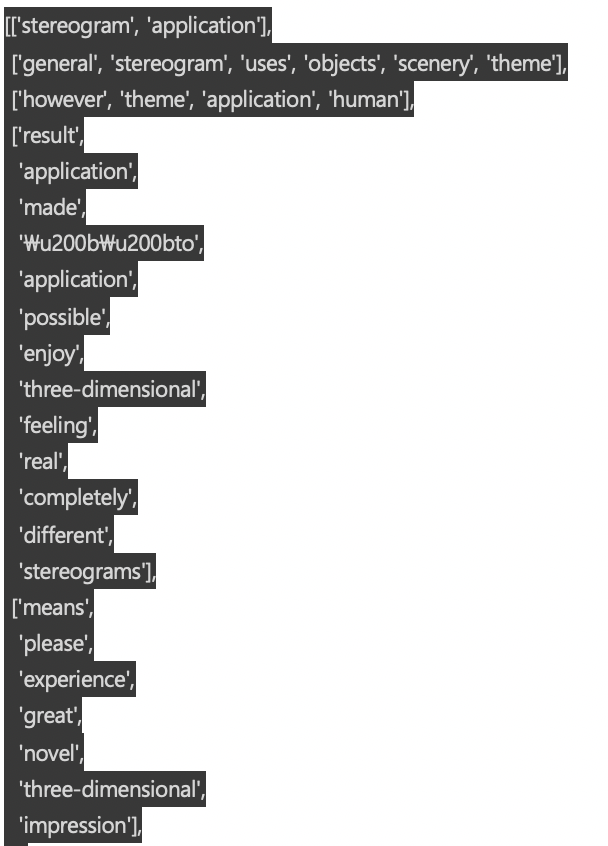 [['stereogram', 'application'],
['general', 'stereogram', 'uses', 'objects', 'scenery', 'theme'],
['however', 'theme', 'application', 'human'],
['result',
'application',
'made',
'₩u200b₩u200bto',
'application',
'possible',
'enjoy',
'three-dimensional',
'feeling',
'real',
'completely',
'different',
'stereograms'],
['means',
'please',
'experience',
'great',
'novel',
'three-dimensional',
'impression'],